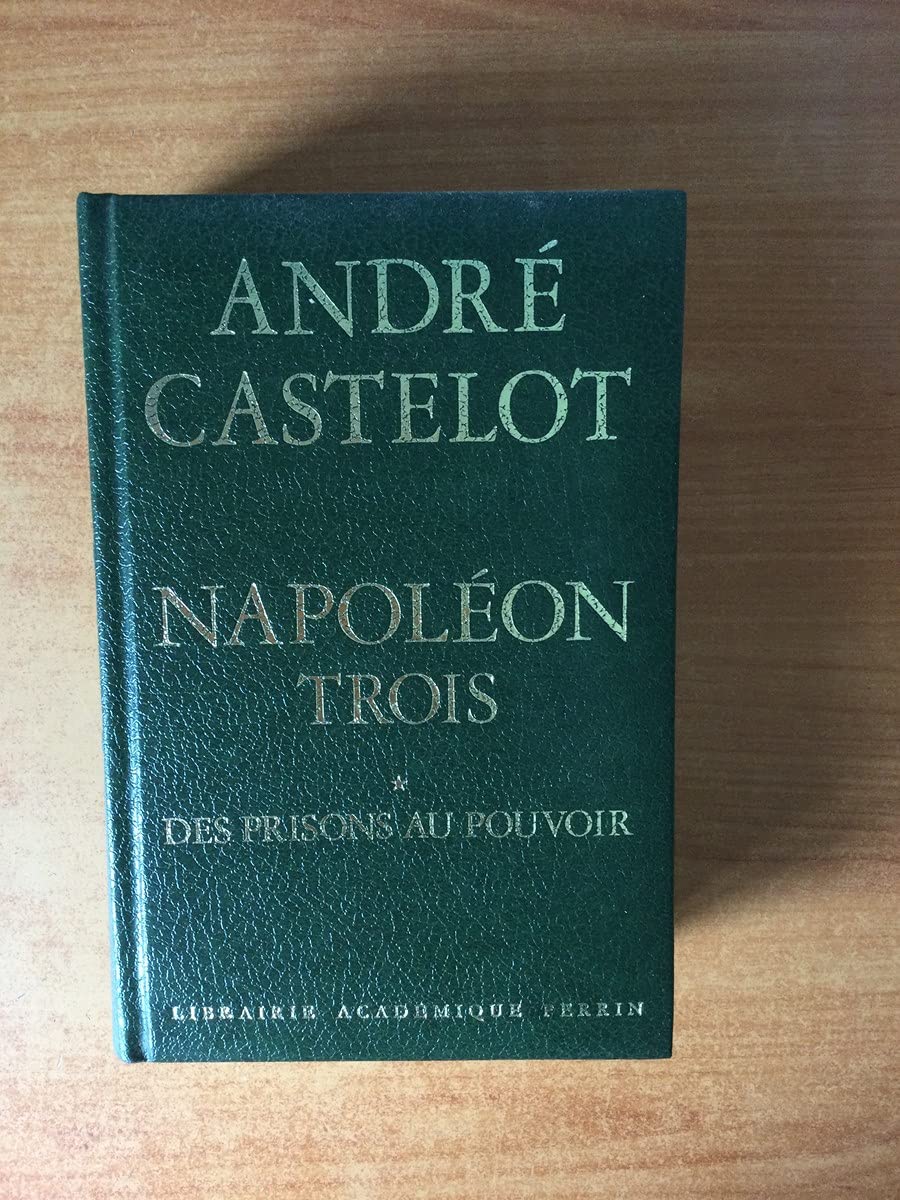 ANDRÉ
CASTELOT
NAPOLÉON
TROIS
*
DES PRISONS AU POUVOIR
LIBRAIRIE ACADÉMIQUE PERRIN